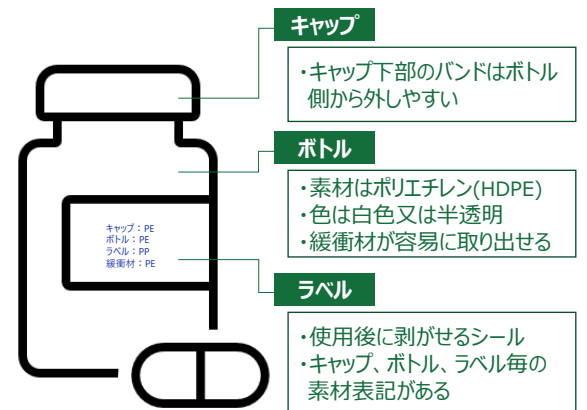 キャップ
・キャップ下部のバンドはボトル
側から外しやすい
ボトル
・素材はポリエチレン(HDPE)
・色は白色又は半透明
・緩衝材が容易に取り出せる
キャップ：PE
ボトル：PE
ラベル：PP
緩衝材：PE
ラベル
・使用後に剥がせるシール
・キャップ、ボトル、ラベル毎の
素材表記がある